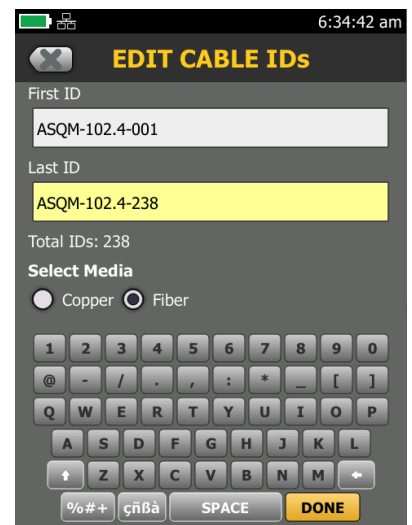 6:34:42 am
EDIT CABLE IDs
First ID
ASQM-102.4-001
Last ID
ASQM-102.4-238
Total IDs: 238
Select Media
Copper Fiber
1 2 3 4 5 6 7 8 9 0
@ - / . , : * _ [ ]
Q W E R T Y U I O P
A S D F G H J K L
Z X C V B N M
%#+ çñßà SPACE DONE